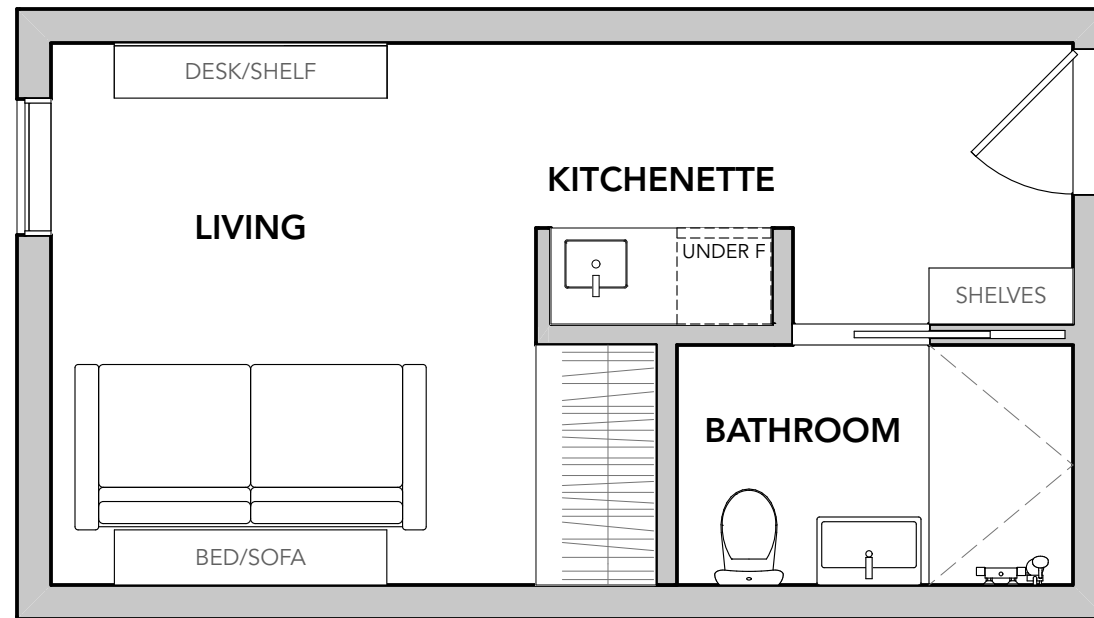 DESK/SHELF
KITCHENETTE
LIVING
UNDER F
SHELVES
BATHROOM
BED/SOFA